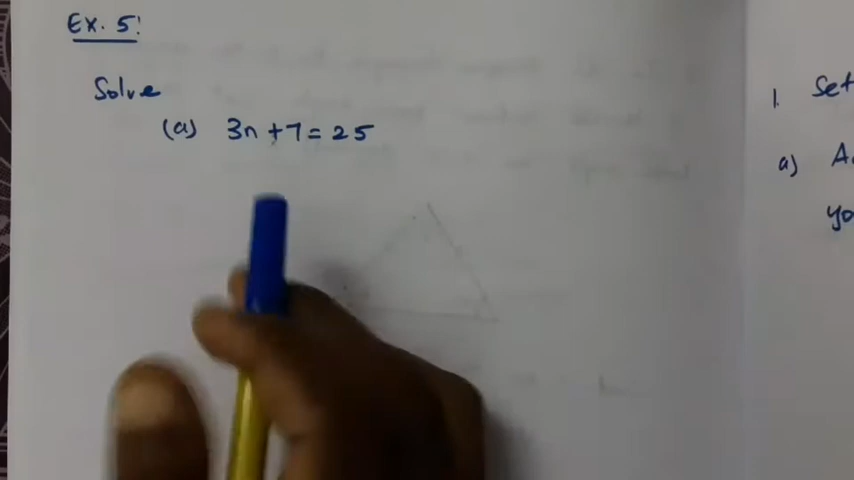 Ex. 5:
Solve
(a) 3n + 7 = 25
1. Set
a)
yo